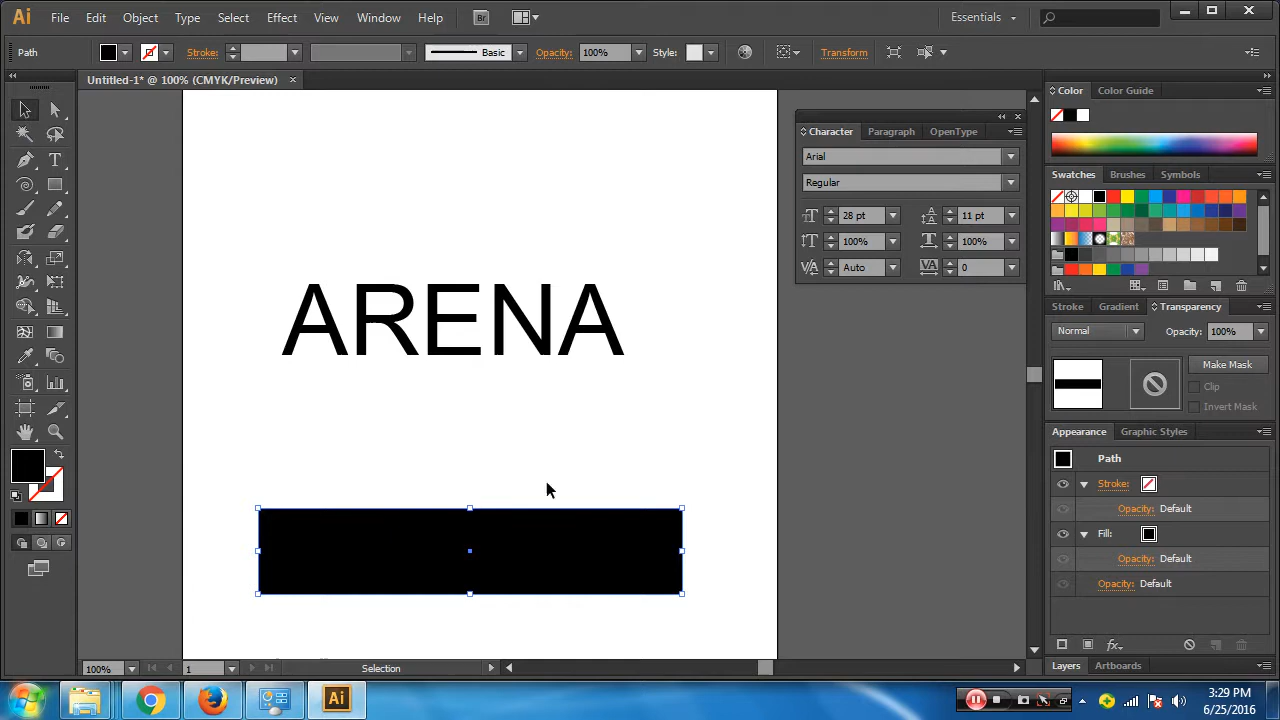 Ai File Edit Object Type Select Effect View Window Help Br Essentials
Path Stroke: Basic Opacity: 100% Style: Transform
Untitled-1* @ 100% (CMYK/Preview) ×
Color Color Guide
Character Paragraph OpenType
Arial
Regular
28 pt 11 pt
100% 100%
Auto 0
Swatches Brushes Symbols
Stroke Gradient Transparency
Normal Opacity: 100%
Make Mask
Clip
Invert Mask
ARENA
Appearance Graphic Styles
Path
Stroke:
Opacity: Default
Fill:
Opacity: Default
Opacity: Default
fx
Layers Artboards
100% 1 Selection
Ai
3:29 PM
6/25/2016